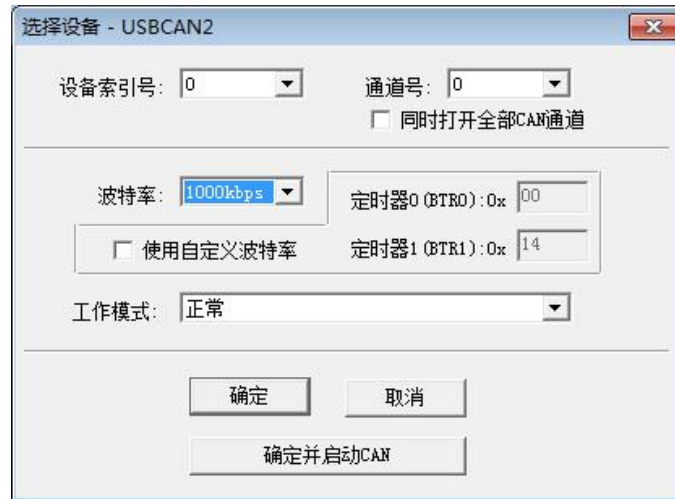 选择设备 - USBCAN2
设备索引号: 0 通道号: 0
同时打开全部CAN通道
波特率: 1000kbps 定时器0(BTR0):0x 00
使用自定义波特率 定时器1(BTR1):0x 14
工作模式: 正常
确定 取消
确定并启动CAN